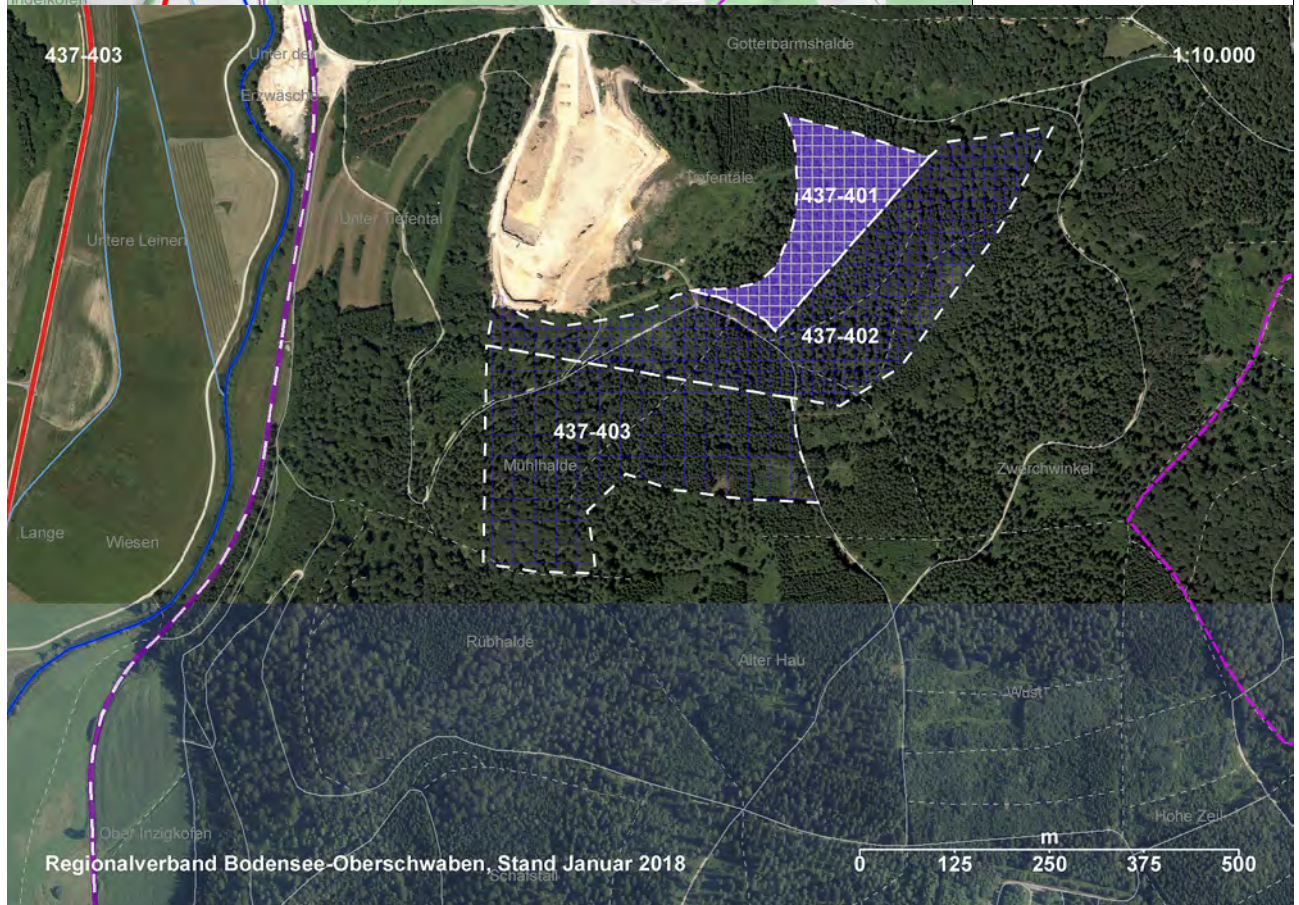 437-403
Unter der
Erzwäsche
Gotterbarmshalde
1:10.000
Tiefentäle
437-401
Unter Tiefental
Untere Leinen
437-402
437-403
Mühlhalde
Zwerchwinkel
Lange
Wiesen
Rübhalde
Alter Hau
Wüst
Hohe Zeil
Ober Inzigkofen
m
Regionalverband Bodensee-Oberschwaben, Stand Januar 2018
0 125 250 375 500
Schafstall